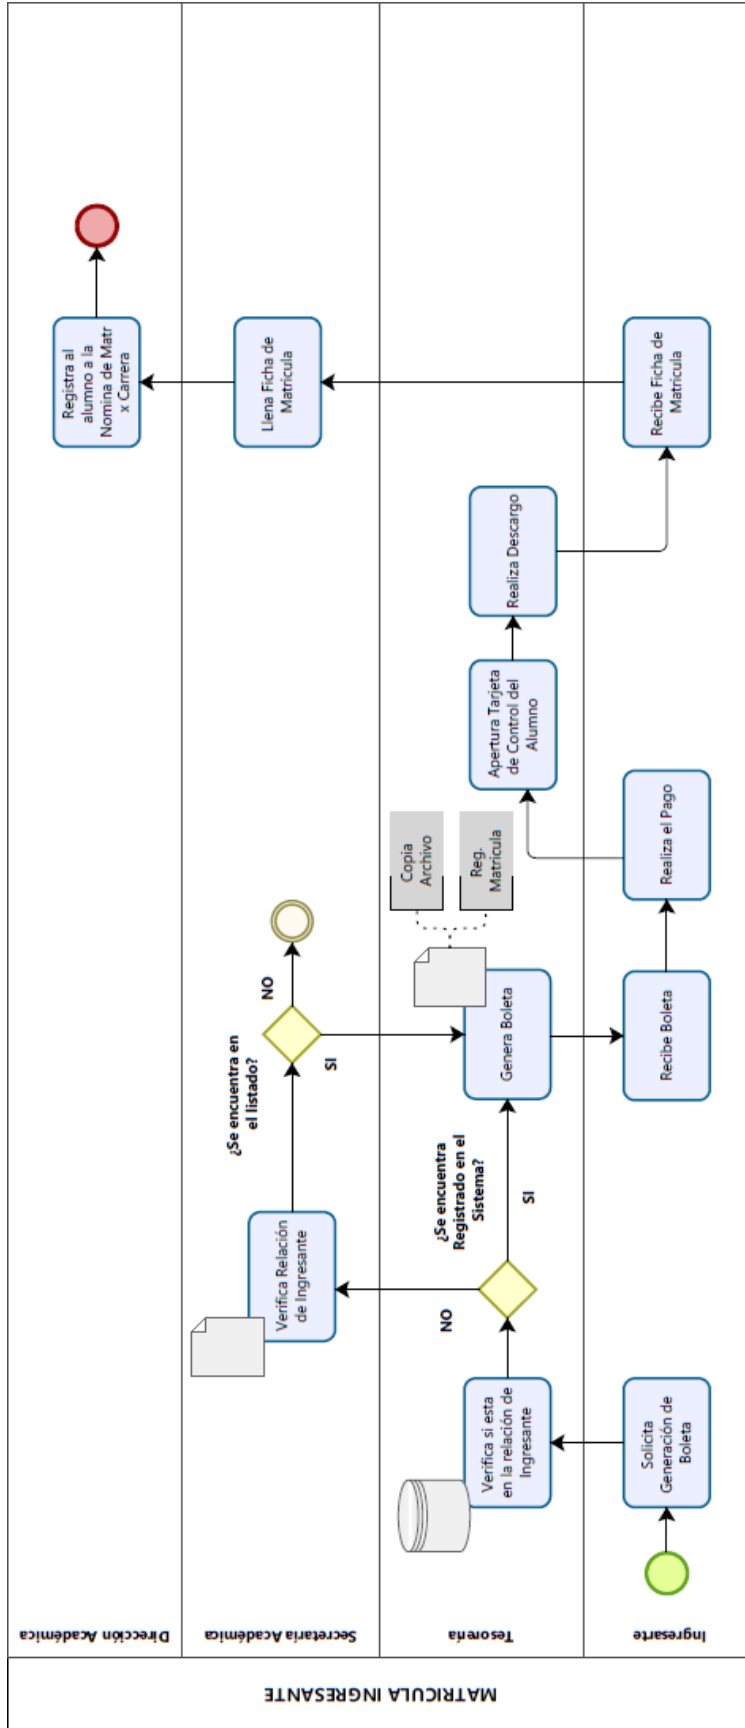 MATRICULA INGRESANTE
Dirección Académica
Registra al
alumno a la
Nomina de Matr
x Carrera
Secretaria Académica
Verifica Relación
de Ingresante
¿Se encuentra en
el listado?
NO
SI
Llena Ficha de
Matricula
Tesorería
Verifica si esta
en la relación de
Ingresante
NO
¿Se encuentra
Registrado en el
Sistema?
SI
Genera Boleta
Copia
Archivo
Reg.
Matricula
Apertura Tarjeta
de Control del
Alumno
Realiza Descargo
Ingresante
Solicita
Generación de
Boleta
Recibe Boleta
Realiza el Pago
Recibe Ficha de
Matricula